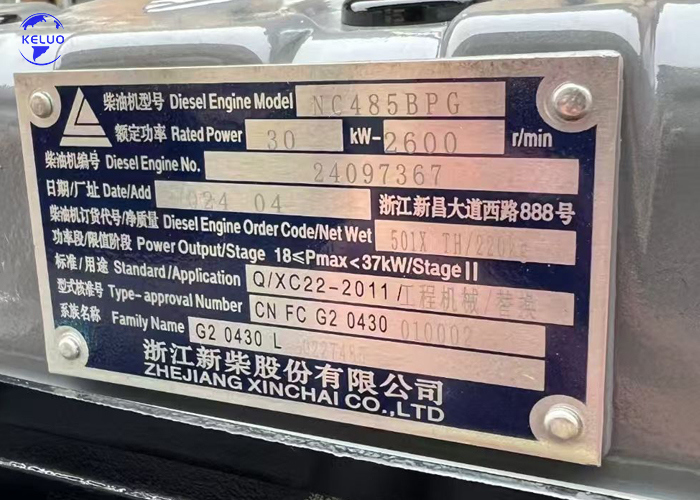 KELUO
柴油机型号 Diesel Engine Model NC485BPG
额定功率 Rated Power 30 kW-2600 r/min
柴油机编号 Diesel Engine No. 24097367
日期/厂址 Date/Add 024 04 浙江新昌大道西路888号
柴油机订货代号/净质量 Diesel Engine Order Code/Net Wet 501X TH/220kg
功率段/限值阶段 Power Output/Stage 18≤Pmax<37kW/Stage II
标准/用途 Standard/Application Q/XC22-2011/工程机械/替换
型式核准号 Type-approval Number CN FC G2 0430 010002
系族名称 Family Name G2 0430 L
浙江新柴股份有限公司
ZHEJIANG XINCHAI CO.,LTD